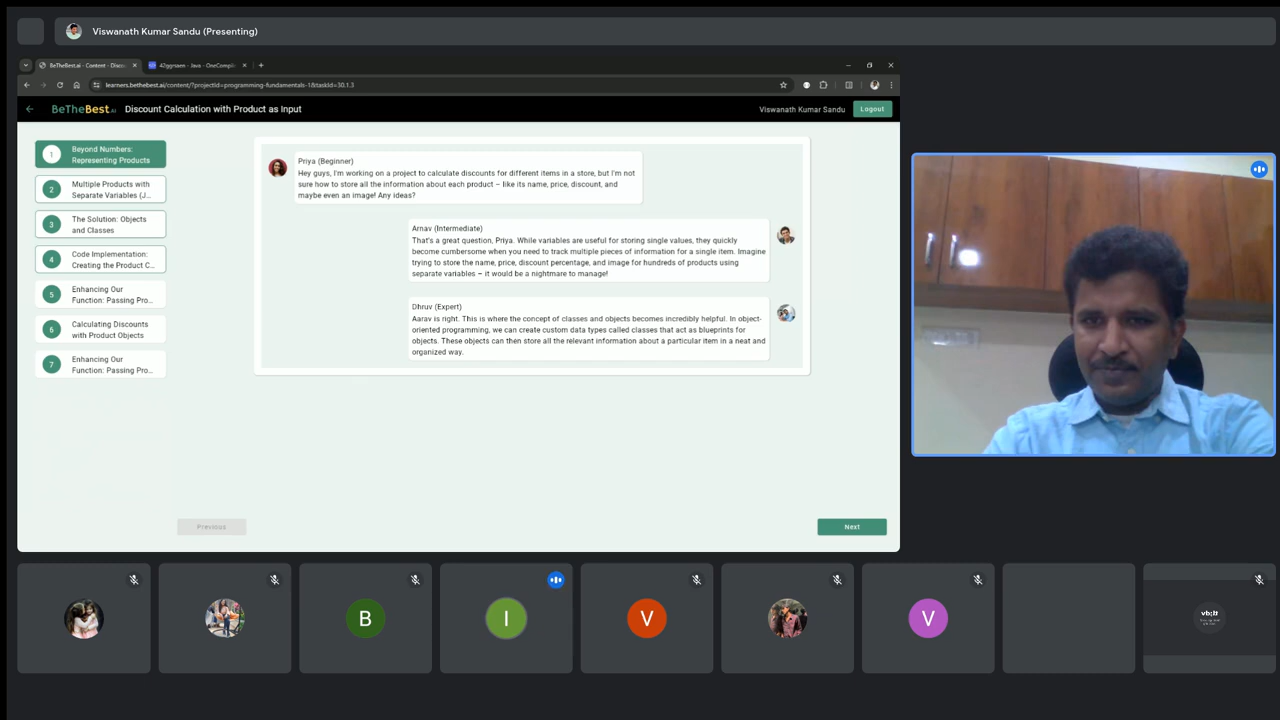 Viswanath Kumar Sandu (Presenting)
BeTheBest.ai - Content - Disco
42ggrnaen - Java - OneCompil
learners.bethebest.ai/content/?projectId=programming-fundamentals-1&taskId=30.1.3
BeTheBest.AI
Discount Calculation with Product as Input
Viswanath Kumar Sandu
Logout
1
Beyond Numbers:
Representing Products
2
Multiple Products with
Separate Variables (J...
3
The Solution: Objects
and Classes
4
Code Implementation:
Creating the Product C...
5
Enhancing Our
Function: Passing Pro...
6
Calculating Discounts
with Product Objects
7
Enhancing Our
Function: Passing Pro...
Priya (Beginner)
Hey guys, I'm working on a project to calculate discounts for different items in a store, but I'm not
sure how to store all the information about each product – like its name, price, discount, and
maybe even an image! Any ideas?
Arnav (Intermediate)
That's a great question, Priya. While variables are useful for storing single values, they quickly
become cumbersome when you need to track multiple pieces of information for a single item. Imagine
trying to store the name, price, discount percentage, and image for hundreds of products using
separate variables – it would be a nightmare to manage!
Dhruv (Expert)
Aarav is right. This is where the concept of classes and objects becomes incredibly helpful. In object-
oriented programming, we can create custom data types called classes that act as blueprints for
objects. These objects can then store all the relevant information about a particular item in a neat and
organized way.
Previous
Next
B
I
V
V